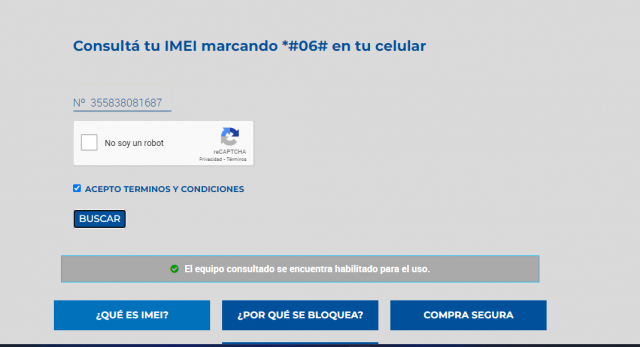 Consultá tu IMEI marcando *#06# en tu celular
Nº 355838081687
No soy un robot
reCAPTCHA
Privacidad - Términos
ACEPTO TERMINOS Y CONDICIONES
BUSCAR
El equipo consultado se encuentra habilitado para el uso.
¿QUÉ ES IMEI?
¿POR QUÉ SE BLOQUEA?
COMPRA SEGURA